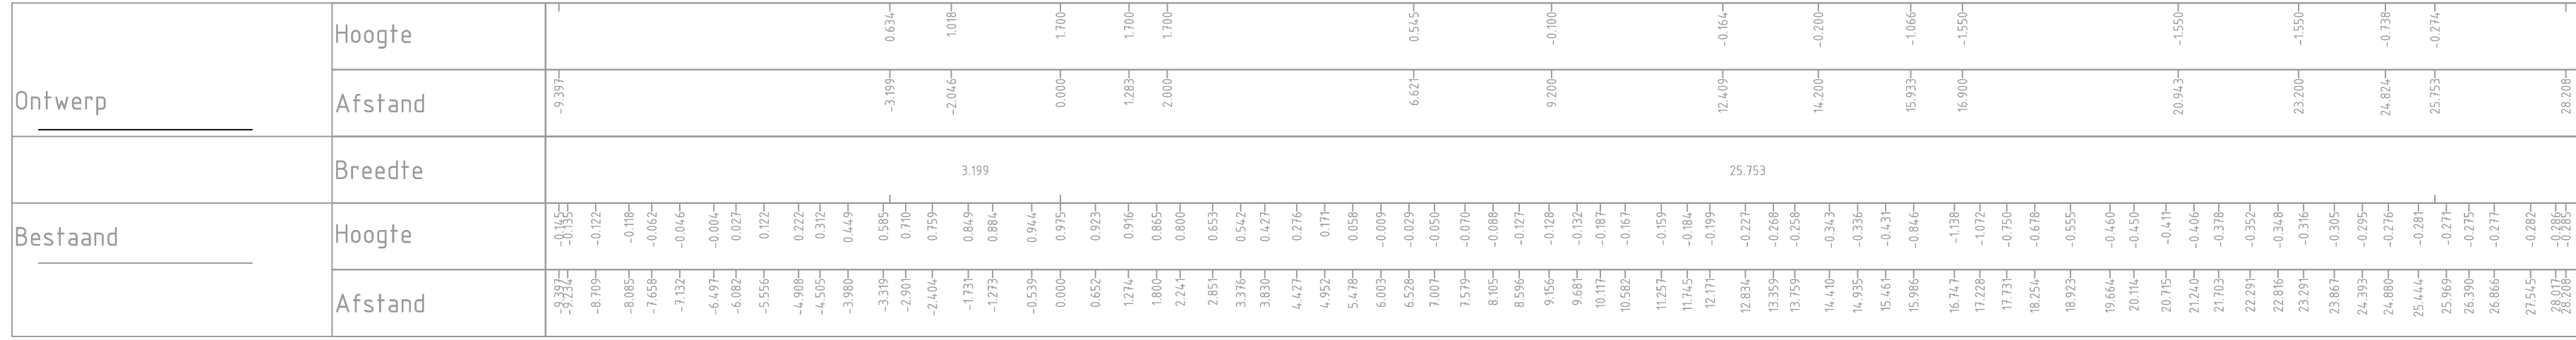 Hoogte 0.634 1.018 1.700 1.700 1.700 0.545 -0.100 -0.164 -0.200 -1.066 -1.550 -1.550 -1.550 -0.738 -0.274
Ontwerp
Afstand -9.397 -3.199 -2.046 0.000 1.283 2.000 6.621 9.200 12.409 14.200 15.933 16.900 20.943 23.200 24.824 25.753 28.208
Breedte 3.199 25.753
Bestaand
Hoogte -0.145 -0.135 -0.122 -0.118 -0.062 -0.046 -0.004 0.027 0.122 0.222 0.312 0.449 0.585 0.710 0.759 0.849 0.884 0.944 0.975 0.923 0.916 0.865 0.800 0.653 0.542 0.427 0.276 0.171 0.058 -0.009 -0.029 -0.050 -0.070 -0.088 -0.127 -0.128 -0.132 -0.187 -0.167 -0.159 -0.184 -0.199 -0.227 -0.268 -0.258 -0.343 -0.336 -0.431 -0.846 -1.138 -1.072 -0.750 -0.678 -0.555 -0.460 -0.450 -0.411 -0.406 -0.378 -0.352 -0.348 -0.316 -0.305 -0.295 -0.276 -0.281 -0.271 -0.275 -0.277 -0.282 -0.286 -0.285
Afstand -9.397 -9.234 -8.709 -8.085 -7.658 -7.132 -6.497 -6.082 -5.556 -4.908 -4.505 -3.980 -3.319 -2.901 -2.404 -1.731 -1.273 -0.539 0.000 0.652 1.274 1.800 2.241 2.851 3.376 3.830 4.427 4.952 5.478 6.003 6.528 7.007 7.579 8.105 8.596 9.156 9.681 10.117 10.582 11.257 11.745 12.171 12.834 13.359 13.759 14.410 14.935 15.461 15.986 16.747 17.228 17.731 18.254 18.923 19.664 20.114 20.715 21.240 21.703 22.291 22.816 23.291 23.867 24.393 24.880 25.444 25.969 26.390 26.866 27.545 28.017 28.208